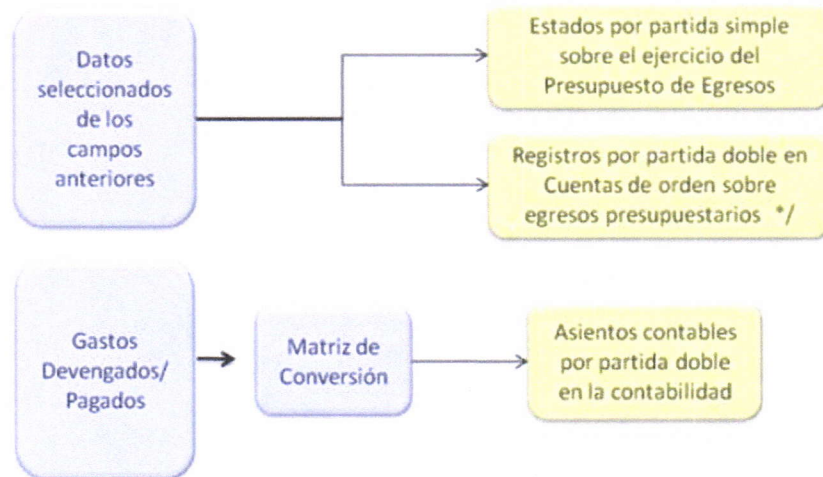 Datos
seleccionados
de los
campos
anteriores
Estados por partida simple
sobre el ejercicio del
Presupuesto de Egresos
Registros por partida doble en
Cuentas de orden sobre
egresos presupuestarios */
Gastos
Devengados/
Pagados
Matriz de
Conversión
Asientos contables
por partida doble
en la contabilidad